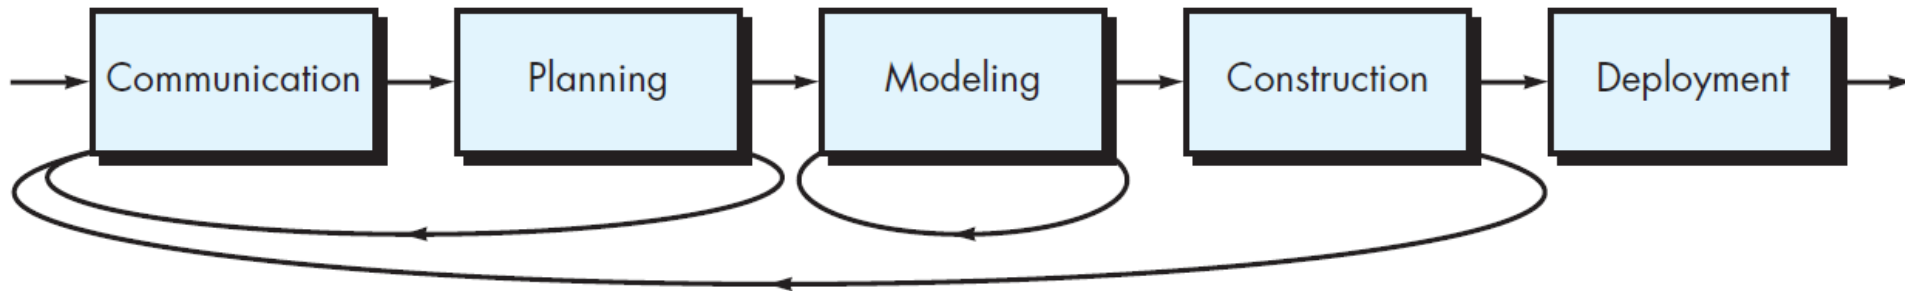 Communication
Planning
Modeling
Construction
Deployment